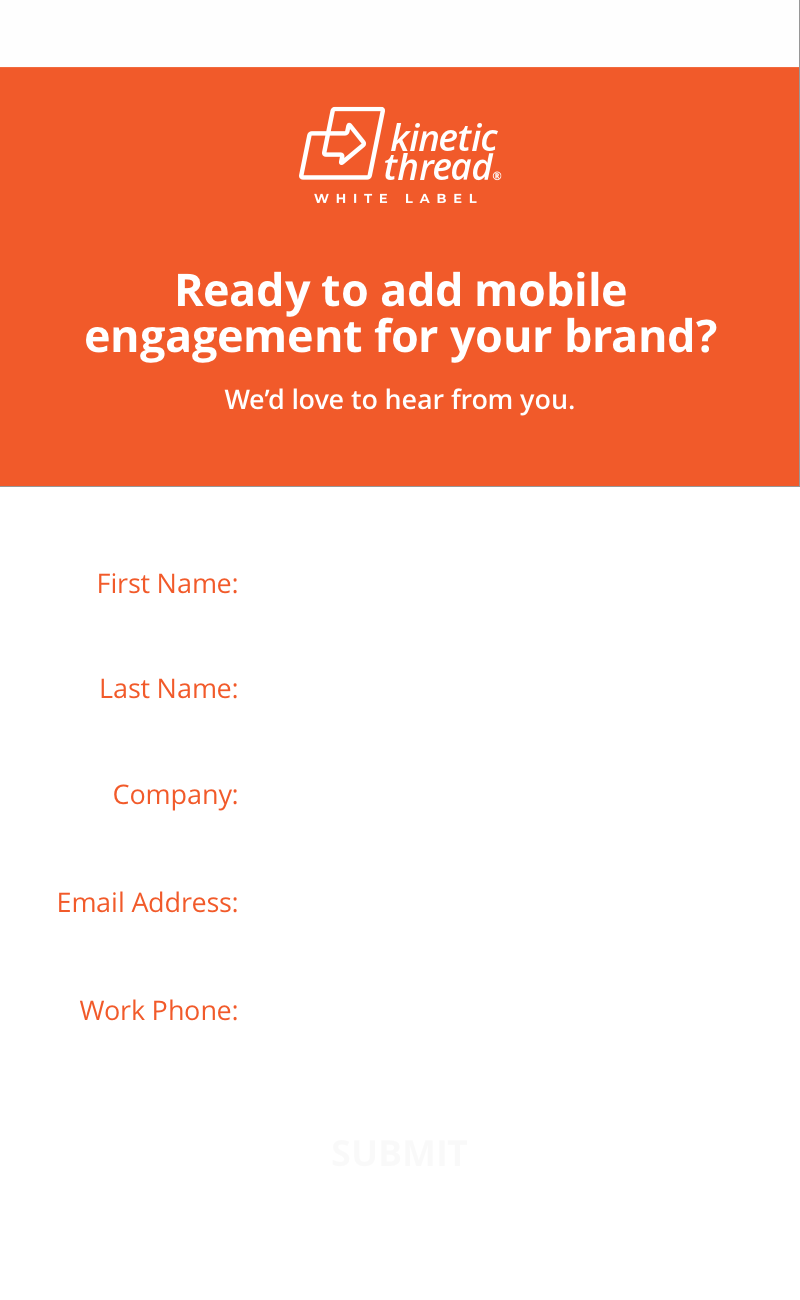 kinetic
thread®
WHITE LABEL
Ready to add mobile
engagement for your brand?
We’d love to hear from you.
First Name:
Last Name:
Company:
Email Address:
Work Phone:
SUBMIT